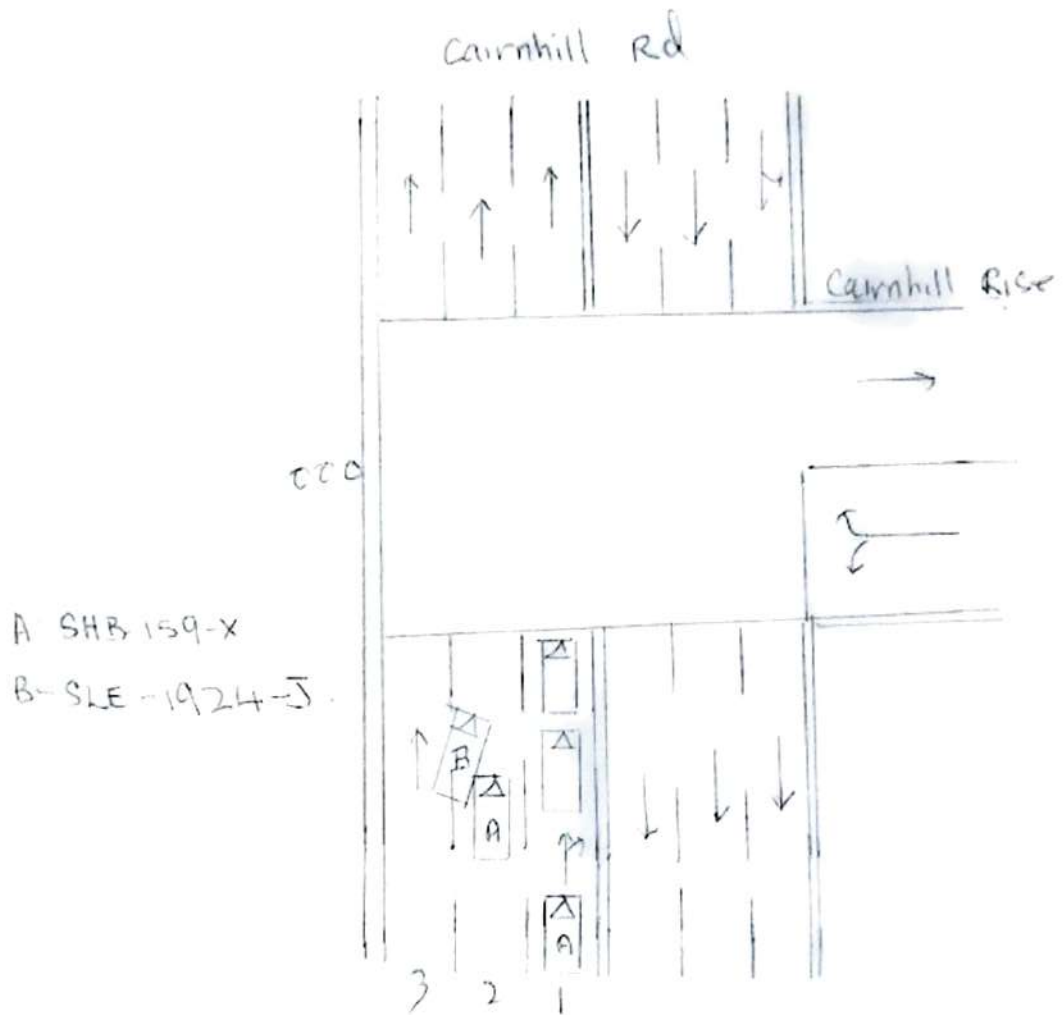 Cairnhill Rd
Cairnhill Rise
A SHB 159-X
B-SLE-1924-J.
B
A
A
3 2 1